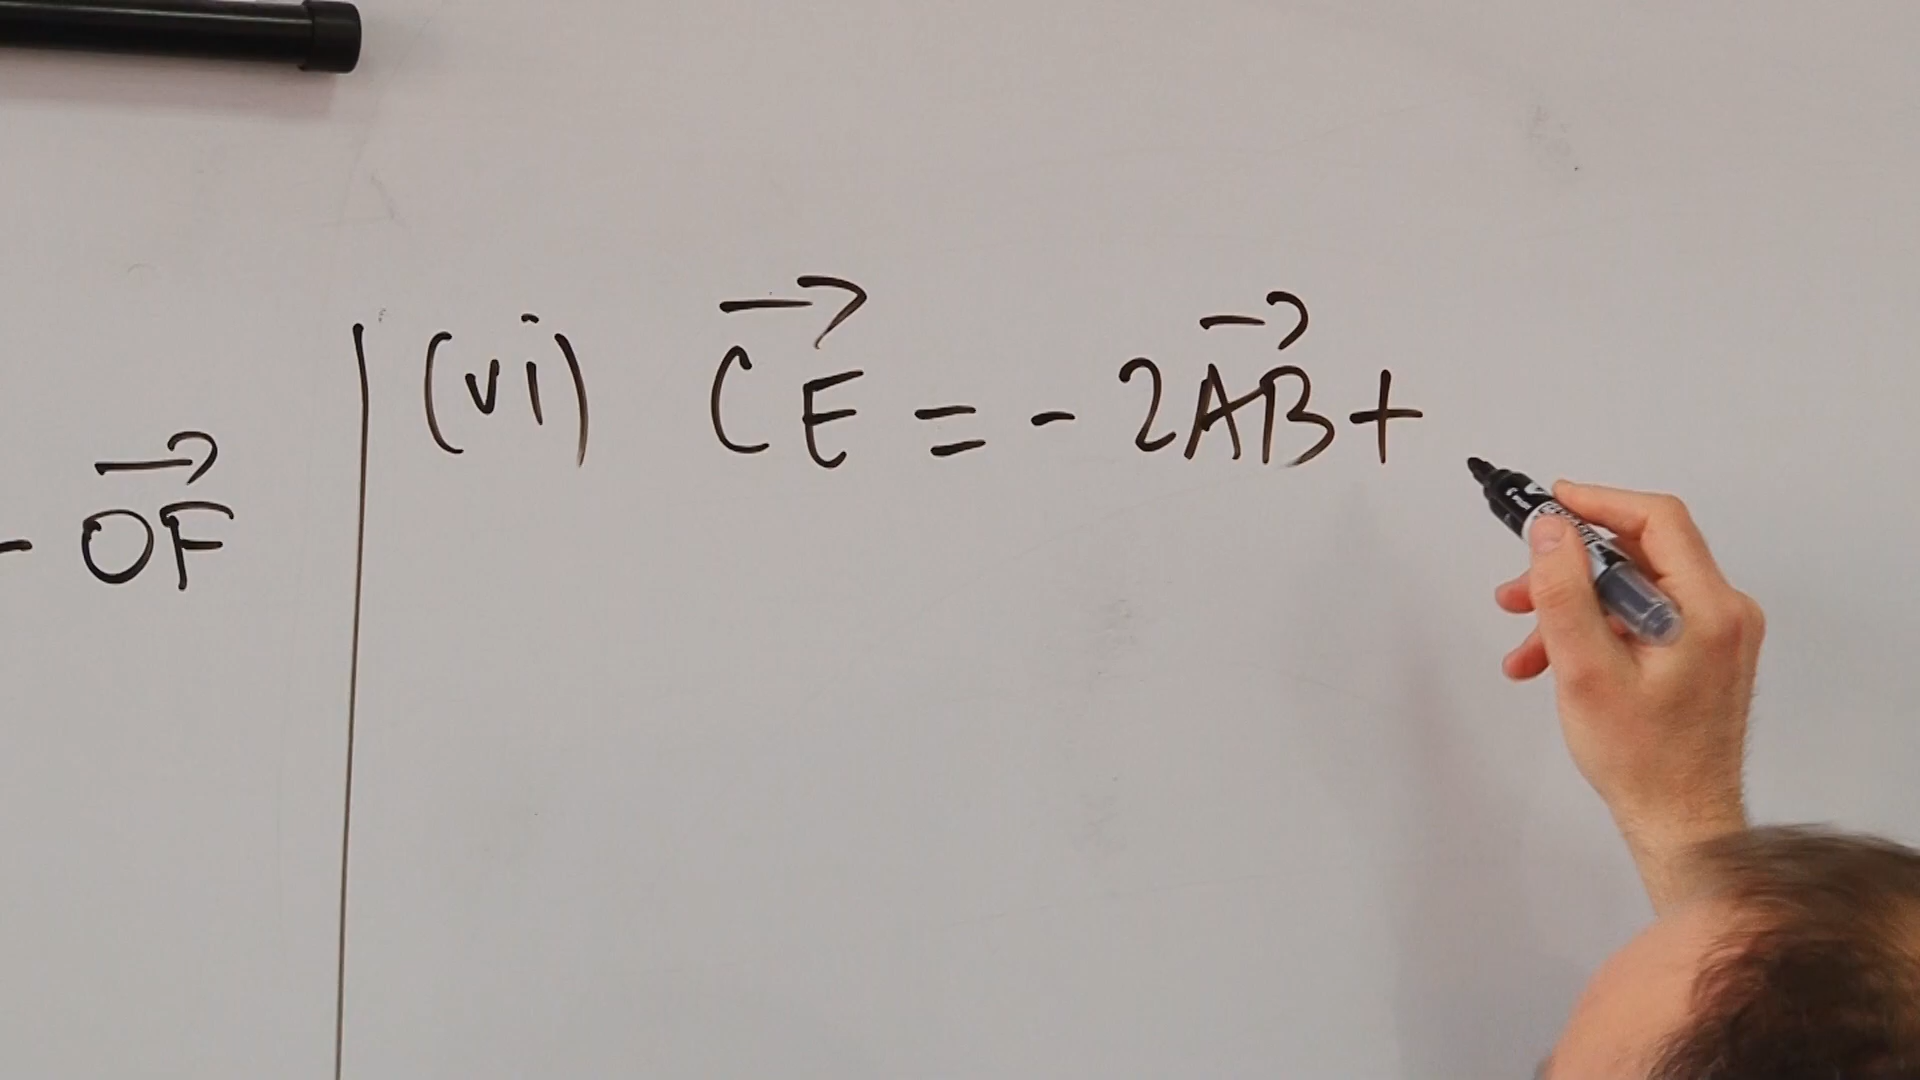 - OF
(vi) CE = - 2AB +